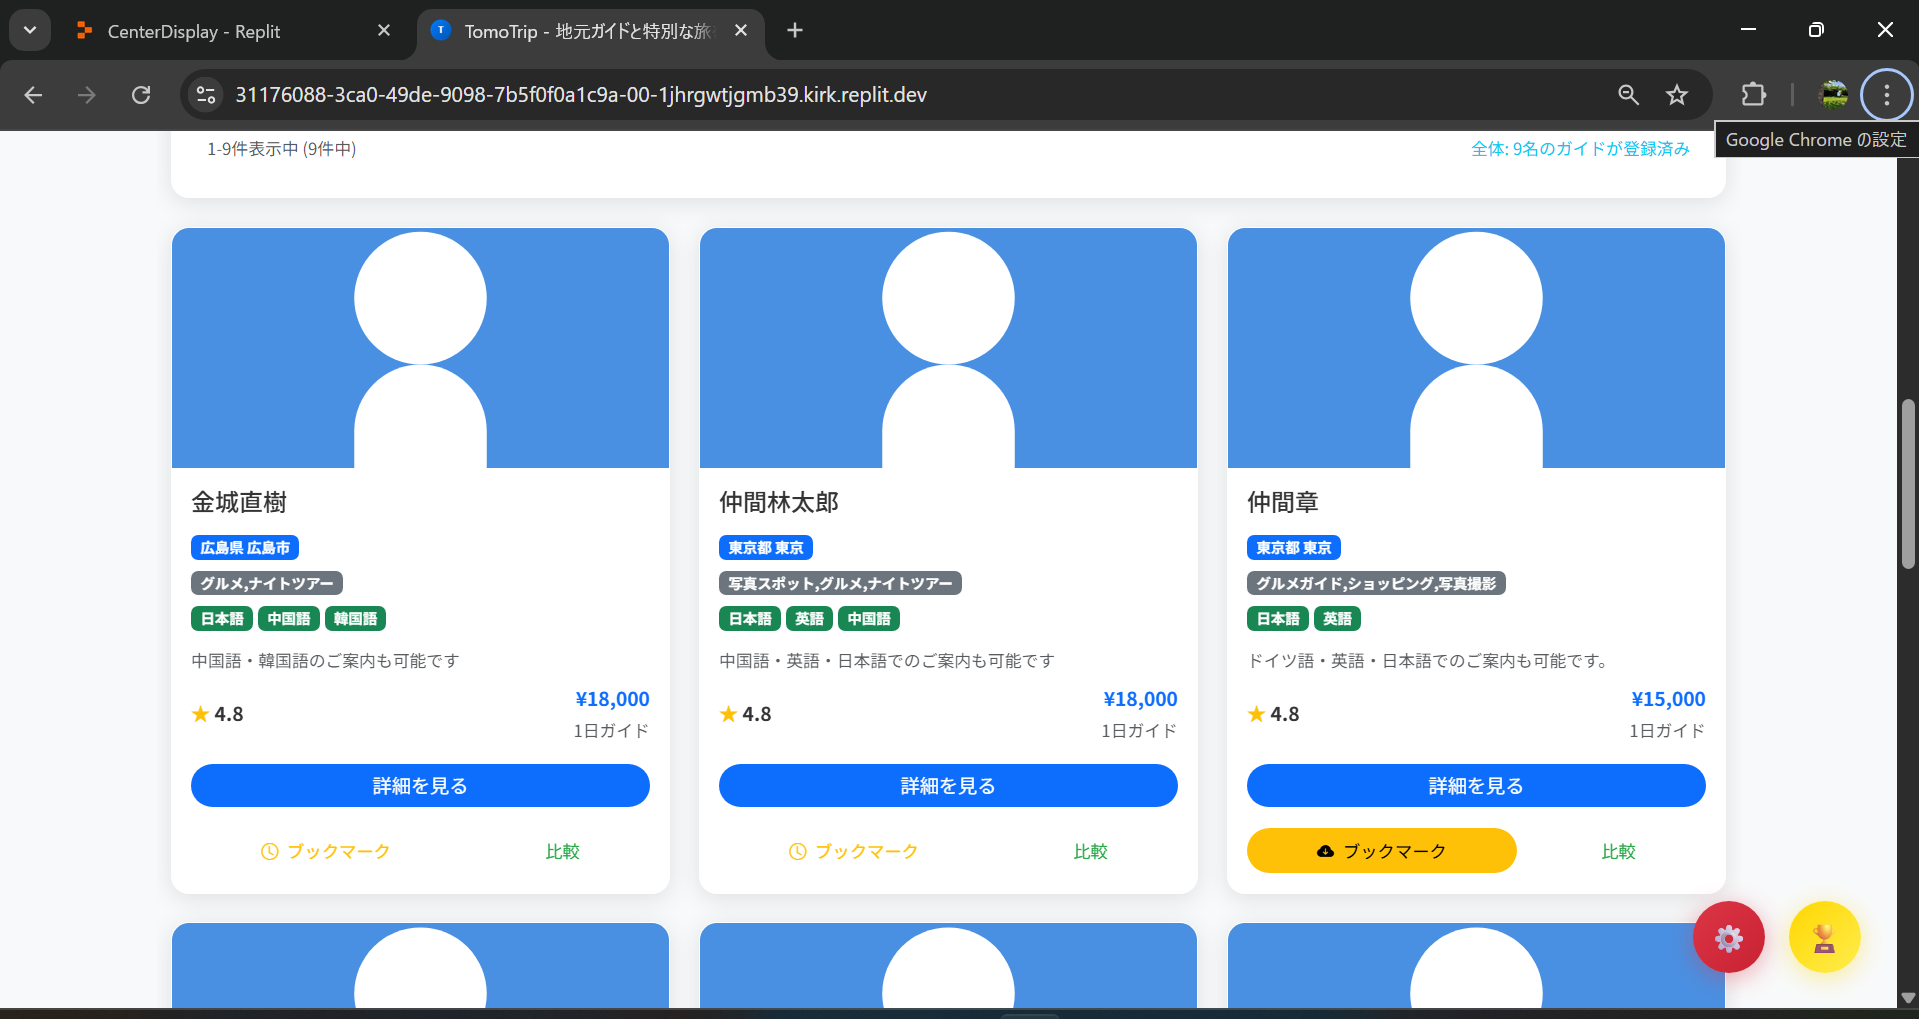 CenterDisplay - Replit
TomoTrip - 地元ガイドと特別な旅
31176088-3ca0-49de-9098-7b5f0f0a1c9a-00-1jhrgwtjgmb39.kirk.replit.dev
Google Chrome の設定
1-9件表示中 (9件中)
全体: 9名のガイドが登録済み
金城直樹
広島県 広島市
グルメ,ナイトツアー
日本語 中国語 韓国語
中国語・韓国語のご案内も可能です
★ 4.8
¥18,000
1日ガイド
詳細を見る
ブックマーク
比較
仲間林太郎
東京都 東京
写真スポット,グルメ,ナイトツアー
日本語 英語 中国語
中国語・英語・日本語でのご案内も可能です
★ 4.8
¥18,000
1日ガイド
詳細を見る
ブックマーク
比較
仲間章
東京都 東京
グルメガイド,ショッピング,写真撮影
日本語 英語
ドイツ語・英語・日本語でのご案内も可能です。
★ 4.8
¥15,000
1日ガイド
詳細を見る
ブックマーク
比較